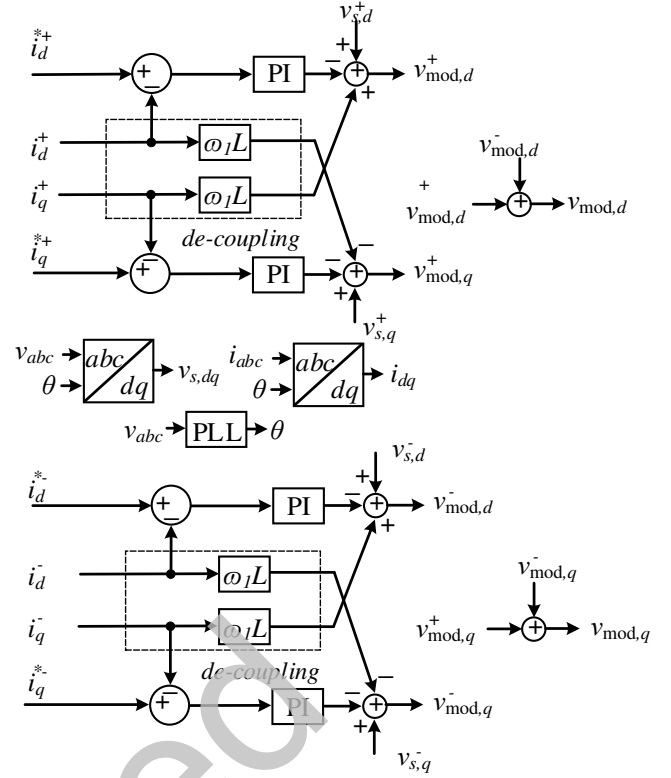 v⁺s,d
i*⁺d + − PI − + + v⁺mod,d
i⁺d ω₁L
i⁺q ω₁L
de-coupling
i*⁺q + − PI − − + + v⁺mod,q
v⁺s,q
v⁻mod,d
+ v mod,d + vmod,d
vabc θ abc dq vs,dq
iabc θ abc dq idq
vabc PLL θ
v⁻s,d
i*⁻d + − PI − + + + v⁻mod,d
i⁻d ω₁L
i⁻q ω₁L
de-coupling
i*⁻q + − PI − − + + v⁻mod,q
v⁻s,q
v⁻mod,q
v⁺mod,q + vmod,q